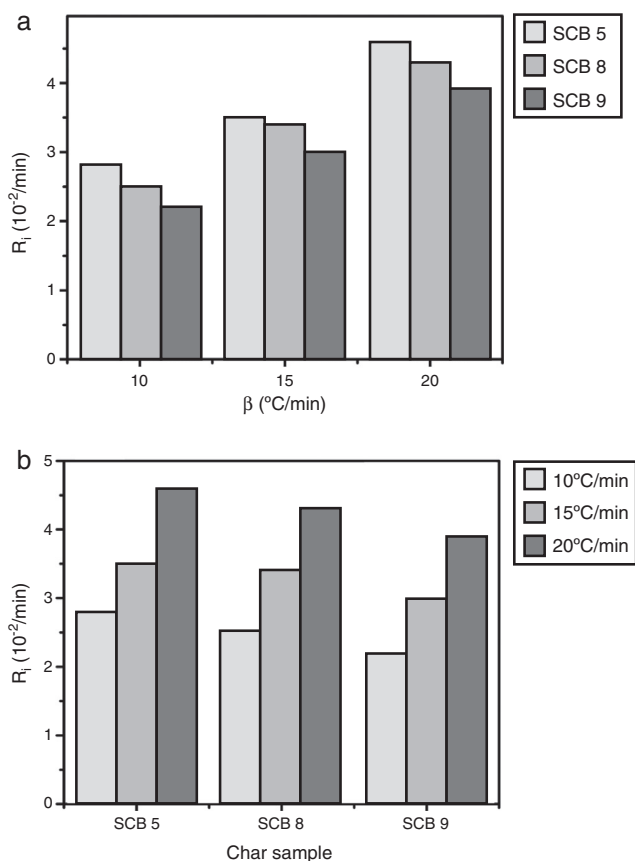 a
SCB 5
SCB 8
SCB 9
4
3
2
1
0
Rᵢ (10⁻²/min)
10
15
20
β (ºC/min)
b
10ºC/min
15ºC/min
20ºC/min
5
4
3
2
1
0
Rᵢ (10⁻²/min)
SCB 5
SCB 8
SCB 9
Char sample